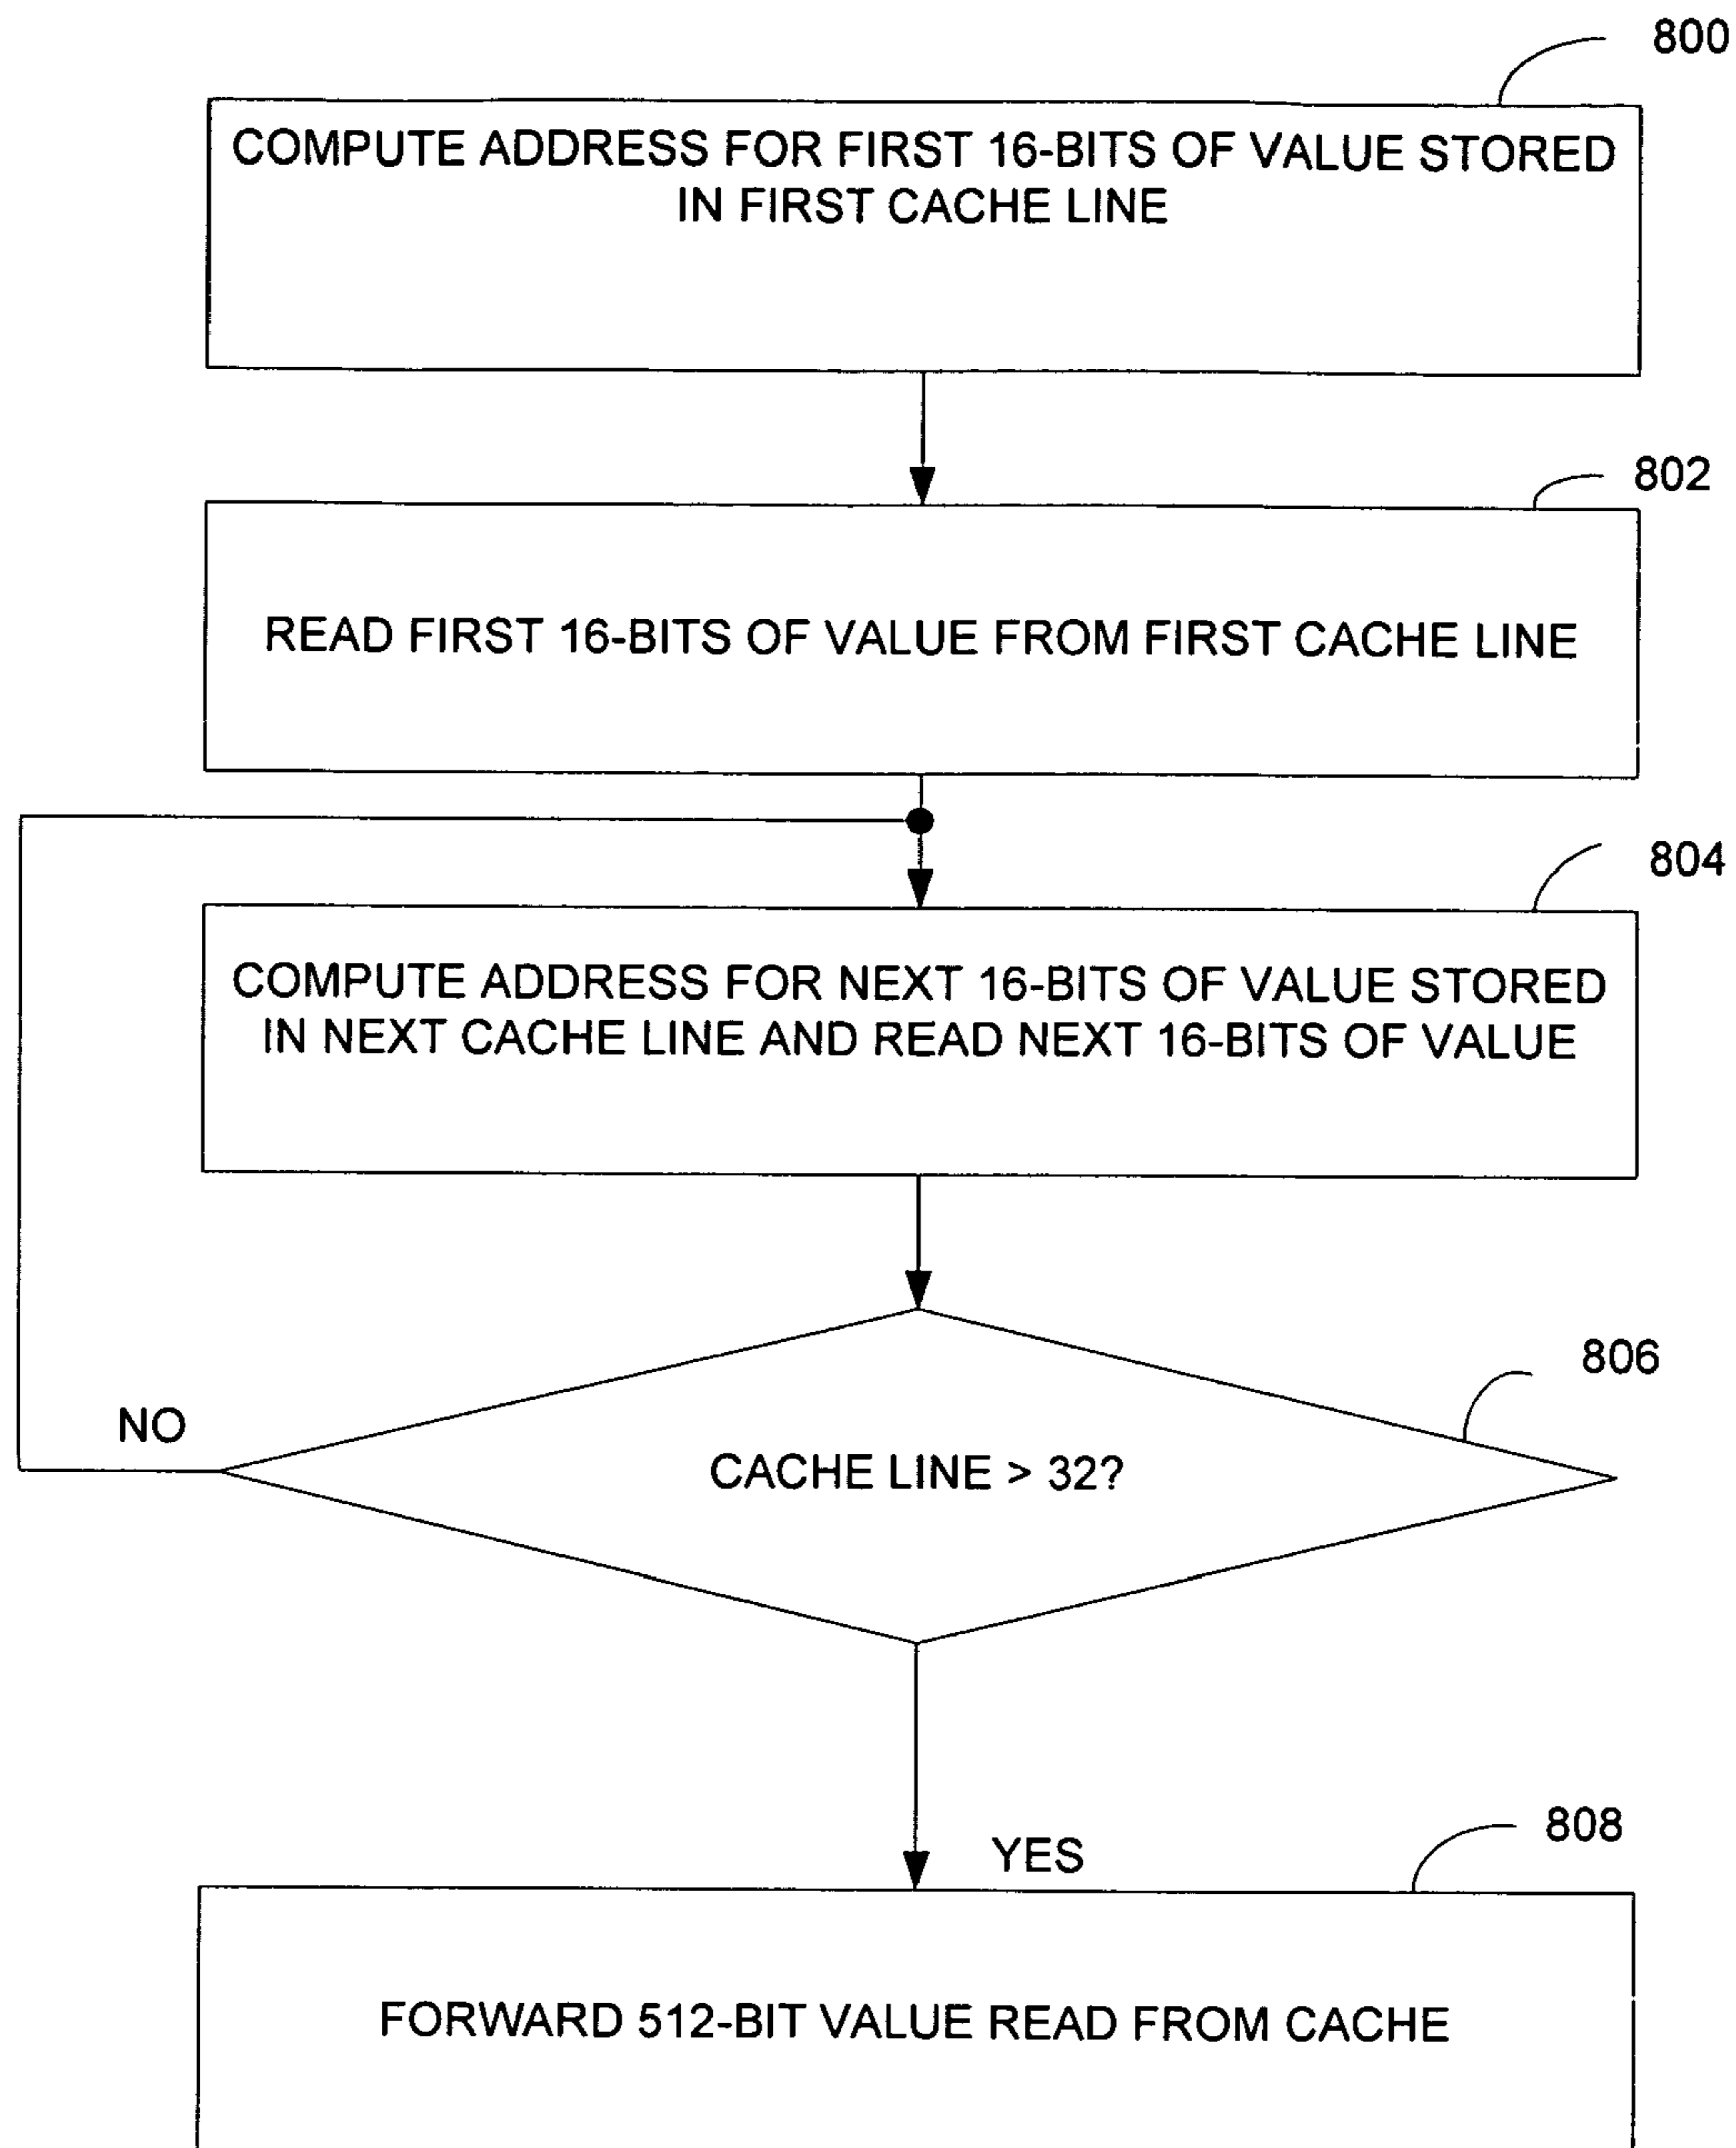 800
COMPUTE ADDRESS FOR FIRST 16-BITS OF VALUE STORED
IN FIRST CACHE LINE
802
READ FIRST 16-BITS OF VALUE FROM FIRST CACHE LINE
804
COMPUTE ADDRESS FOR NEXT 16-BITS OF VALUE STORED
IN NEXT CACHE LINE AND READ NEXT 16-BITS OF VALUE
806
NO
CACHE LINE > 32?
808
YES
FORWARD 512-BIT VALUE READ FROM CACHE